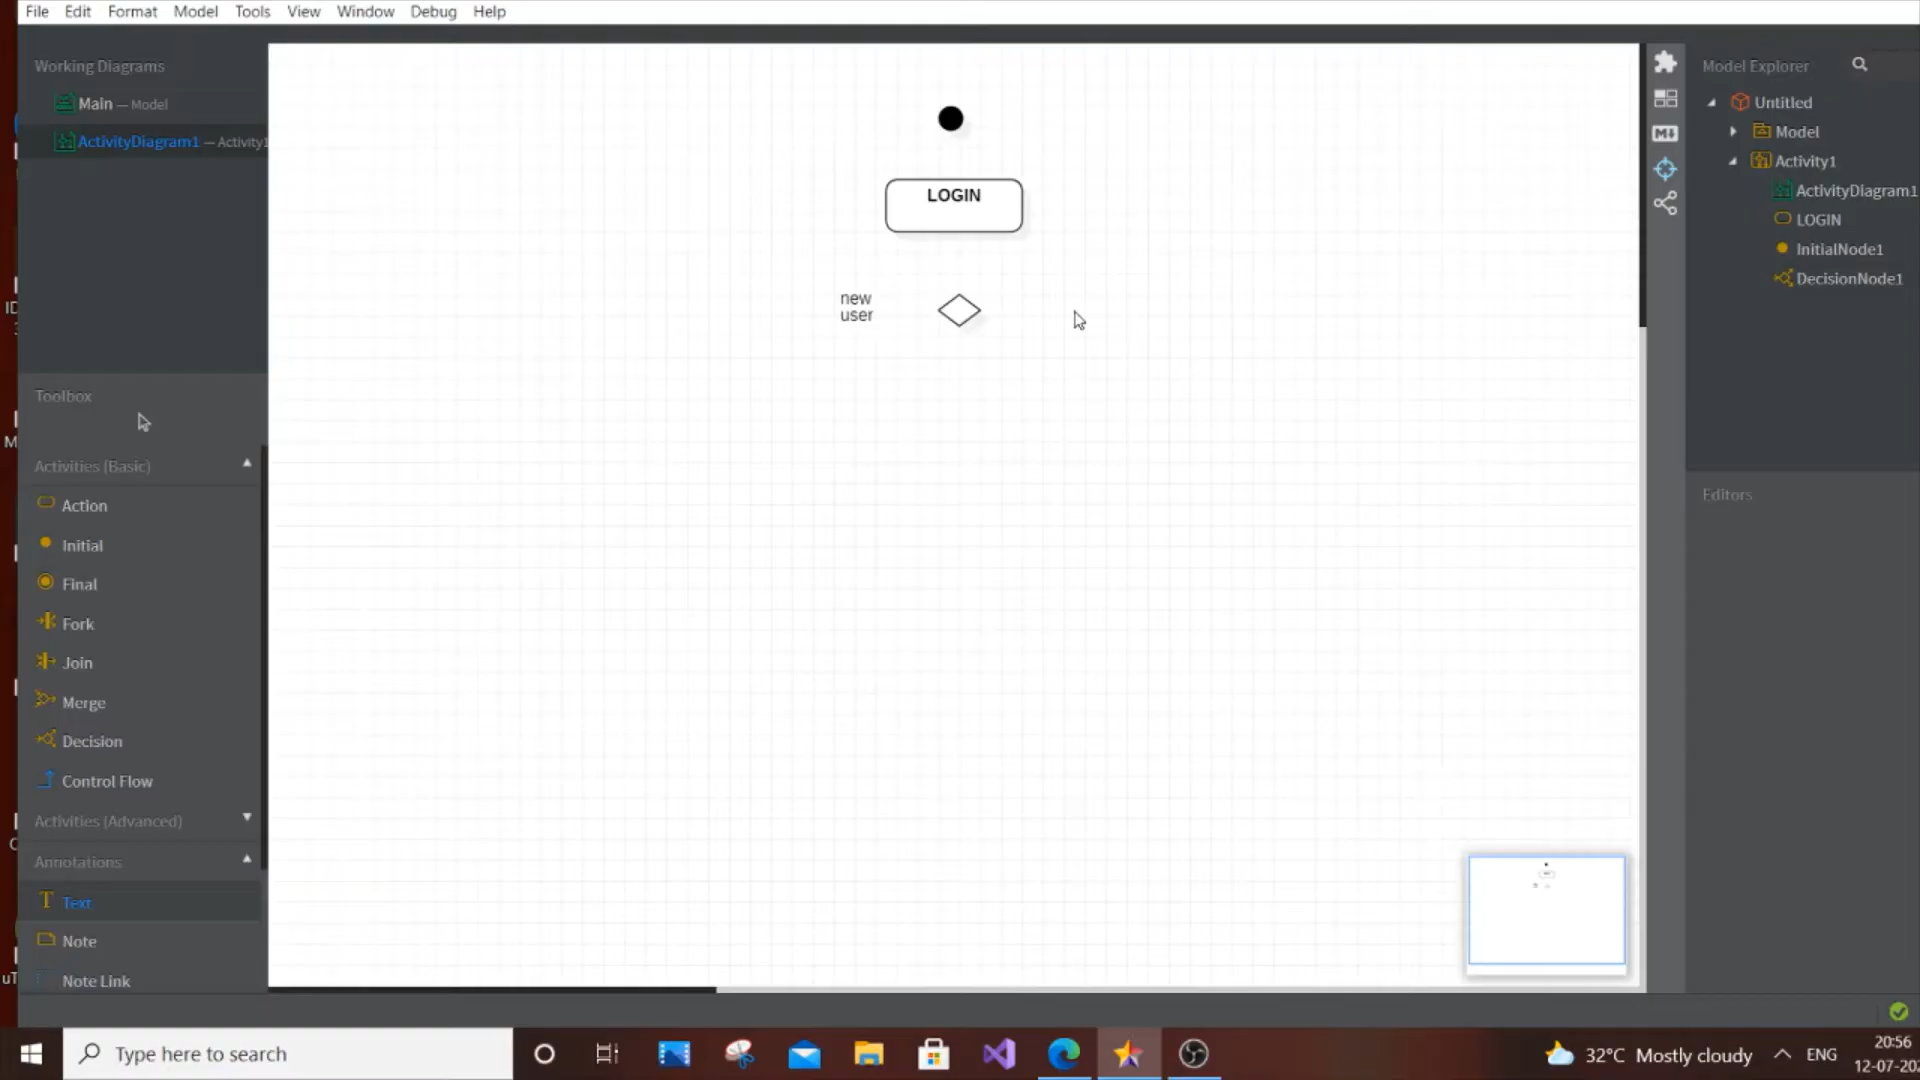 File Edit Format Model Tools View Window Debug Help
Working Diagrams
Main — Model
ActivityDiagram1 — Activity1
Toolbox
Activities (Basic)
Action
Initial
Final
Fork
Join
Merge
Decision
Control Flow
Activities (Advanced)
Annotations
Text
Note
Note Link
LOGIN
new
user
Model Explorer
Untitled
Model
Activity1
ActivityDiagram1
LOGIN
InitialNode1
DecisionNode1
Editors
Type here to search
32°C Mostly cloudy
ENG
20:56
12-07-202